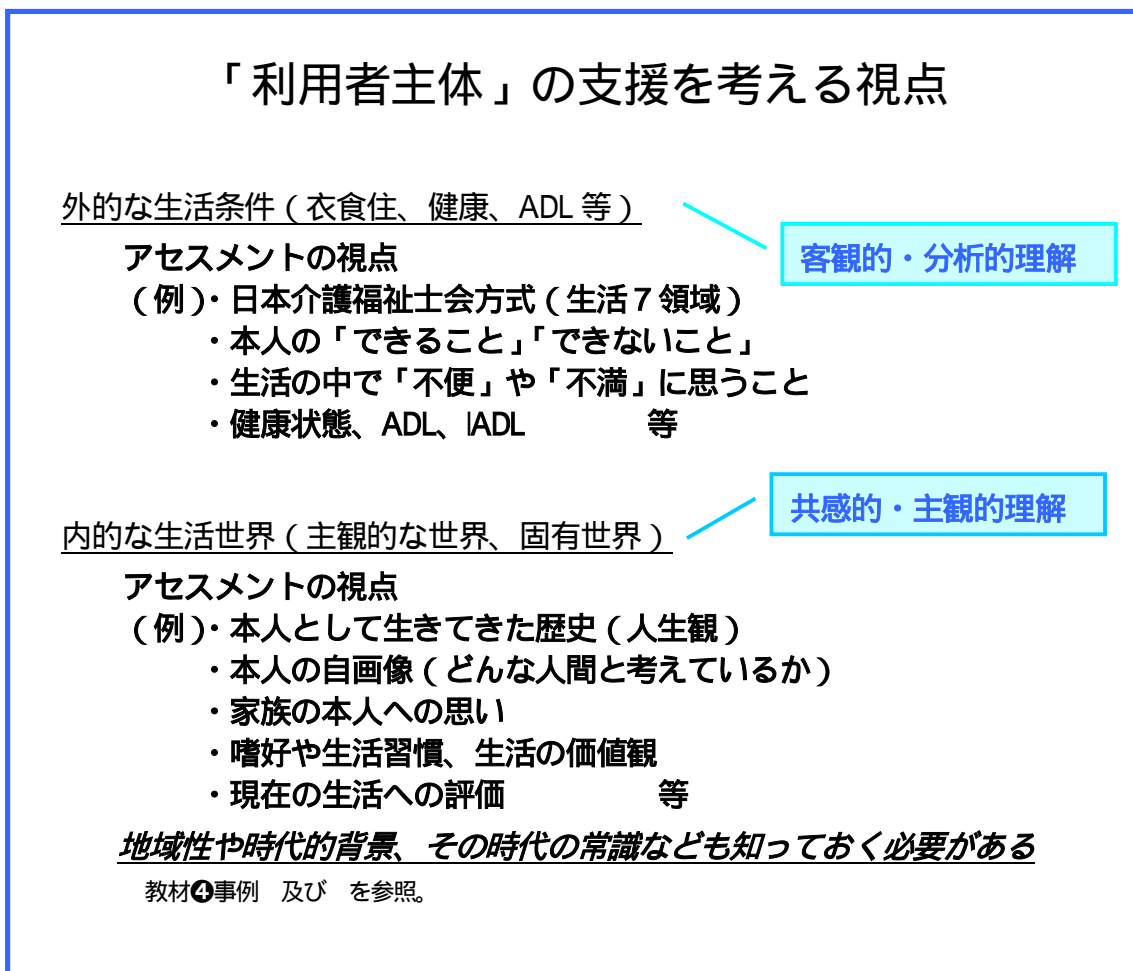 「利用者主体」の支援を考える視点
外的な生活条件（衣食住、健康、ADL 等）
客観的・分析的理解
アセスメントの視点
（例）・日本介護福祉士会方式（生活７領域）
・本人の「できること」「できないこと」
・生活の中で「不便」や「不満」に思うこと
・健康状態、ADL、IADL 等
共感的・主観的理解
内的な生活世界（主観的な世界、固有世界）
アセスメントの視点
（例）・本人として生きてきた歴史（人生観）
・本人の自画像（どんな人間と考えているか）
・家族の本人への思い
・嗜好や生活習慣、生活の価値観
・現在の生活への評価 等
地域性や時代的背景、その時代の常識なども知っておく必要がある
教材❹事例　及び　を参照。